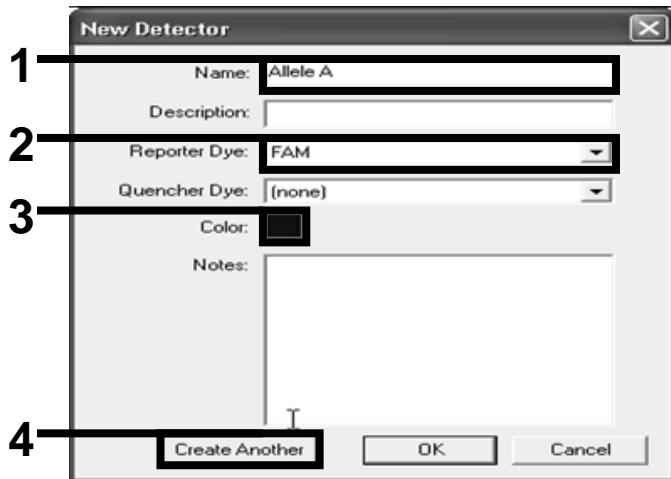 New Detector
1 Name: Allele A
Description:
2 Reporter Dye: FAM
Quencher Dye: (none)
3 Color:
Notes:
4 Create Another OK Cancel